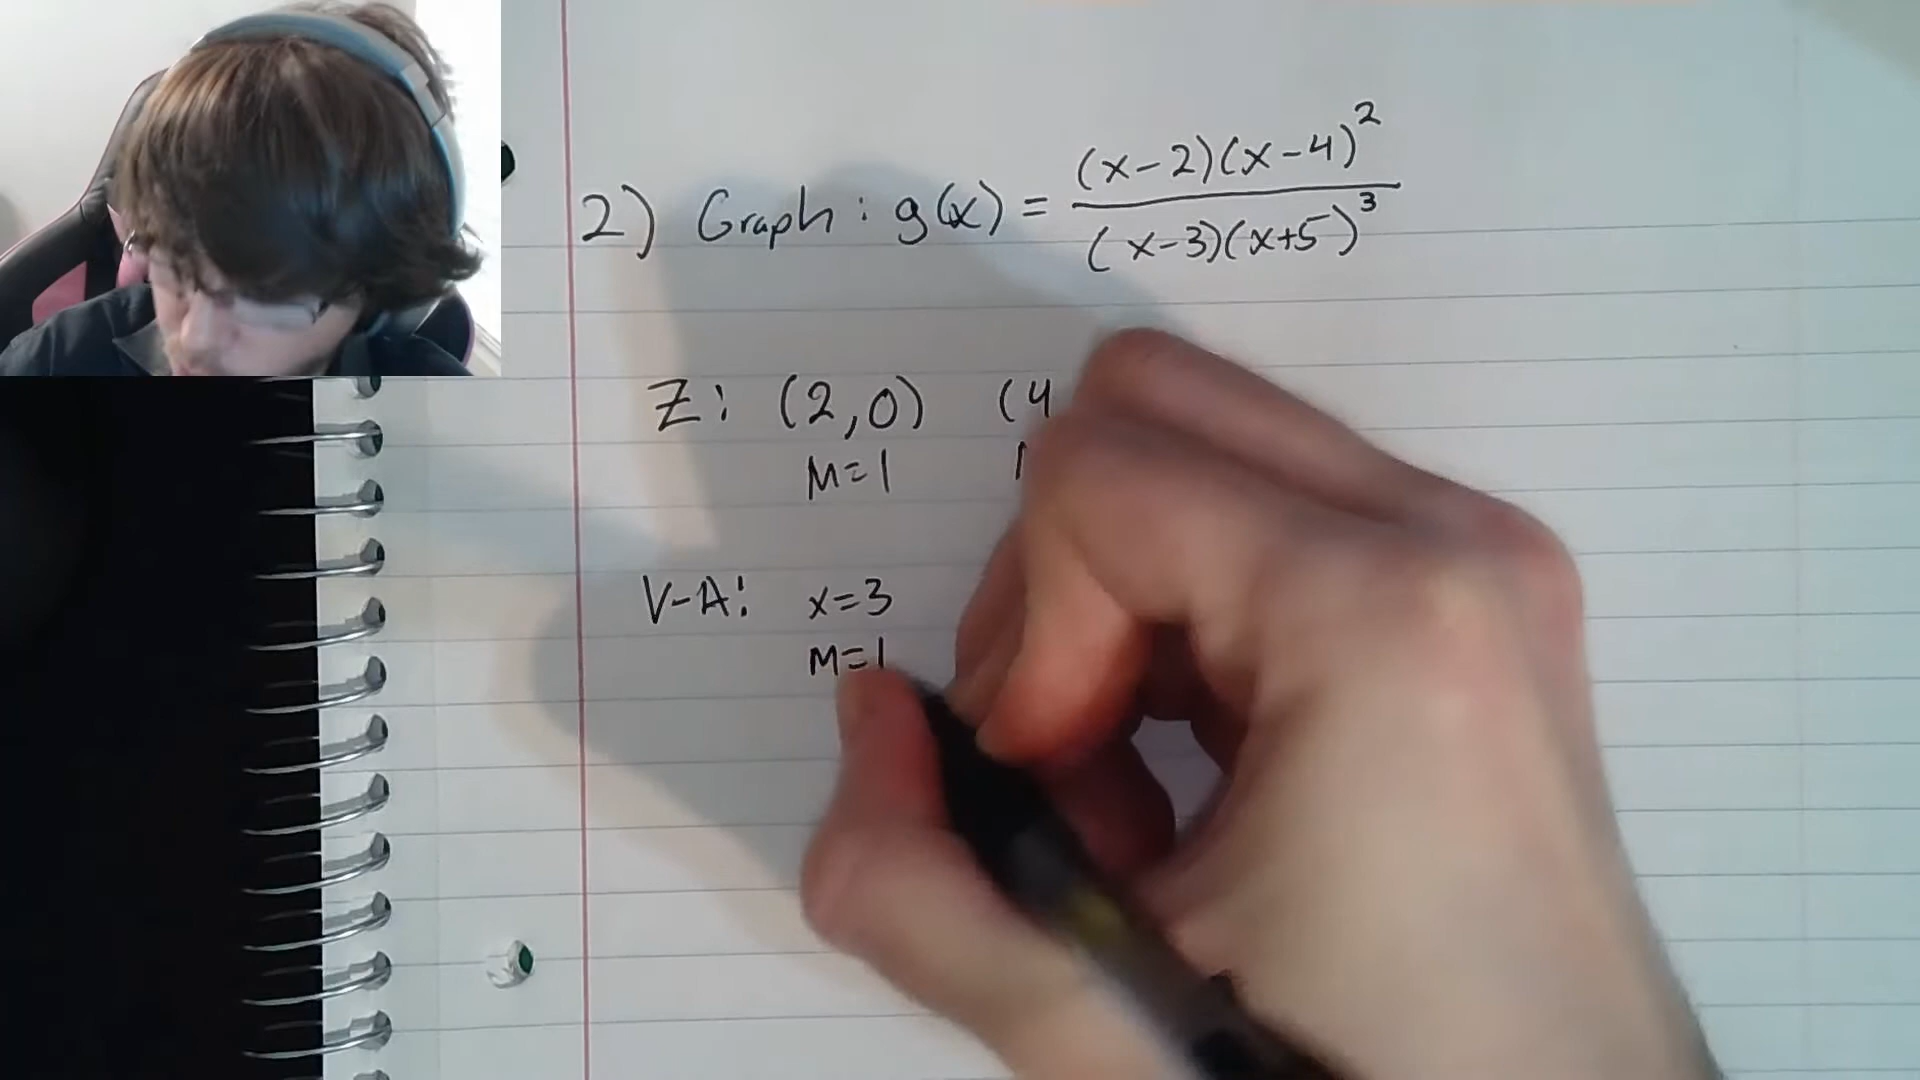 2) Graph: g(x) = (x-2)(x-4)^2 / (x-3)(x+5)^3
Z: (2,0) (4
M=1
V-A: x=3
M=1